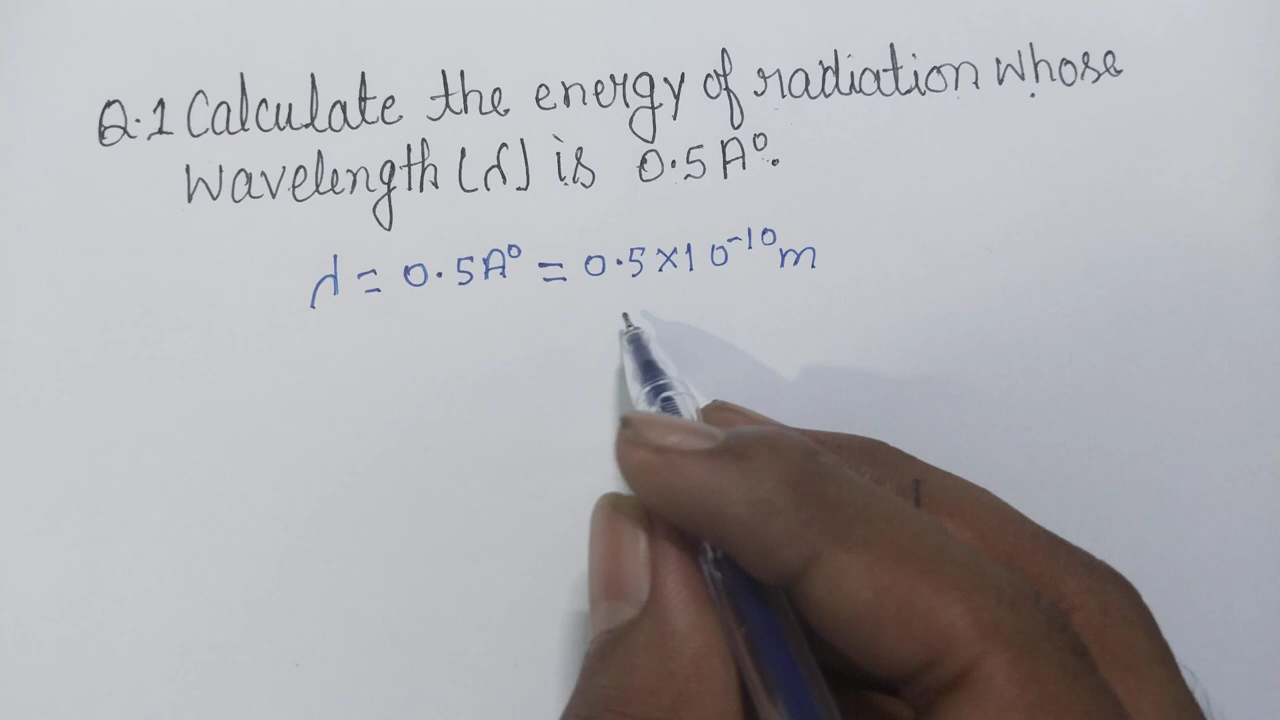 Q.1 Calculate the energy of radiation whose
wavelength (λ) is 0.5 A°.
λ = 0.5A° = 0.5×10⁻¹⁰m